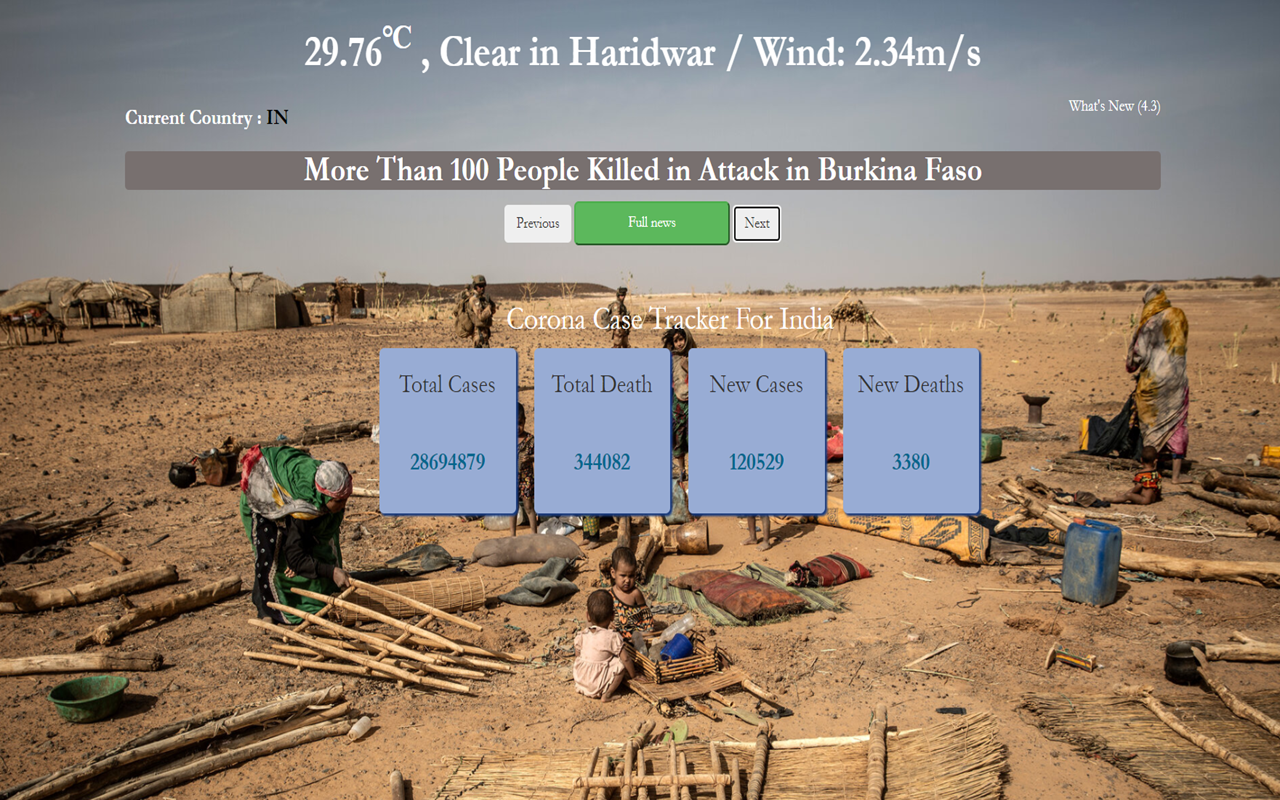 29.76°C , Clear in Haridwar / Wind: 2.34m/s
Current Country : IN
What's New (4.3)
More Than 100 People Killed in Attack in Burkina Faso
Previous
Full news
Next
Corona Case Tracker For India
Total Cases
Total Death
New Cases
New Deaths
28694879
344082
120529
3380